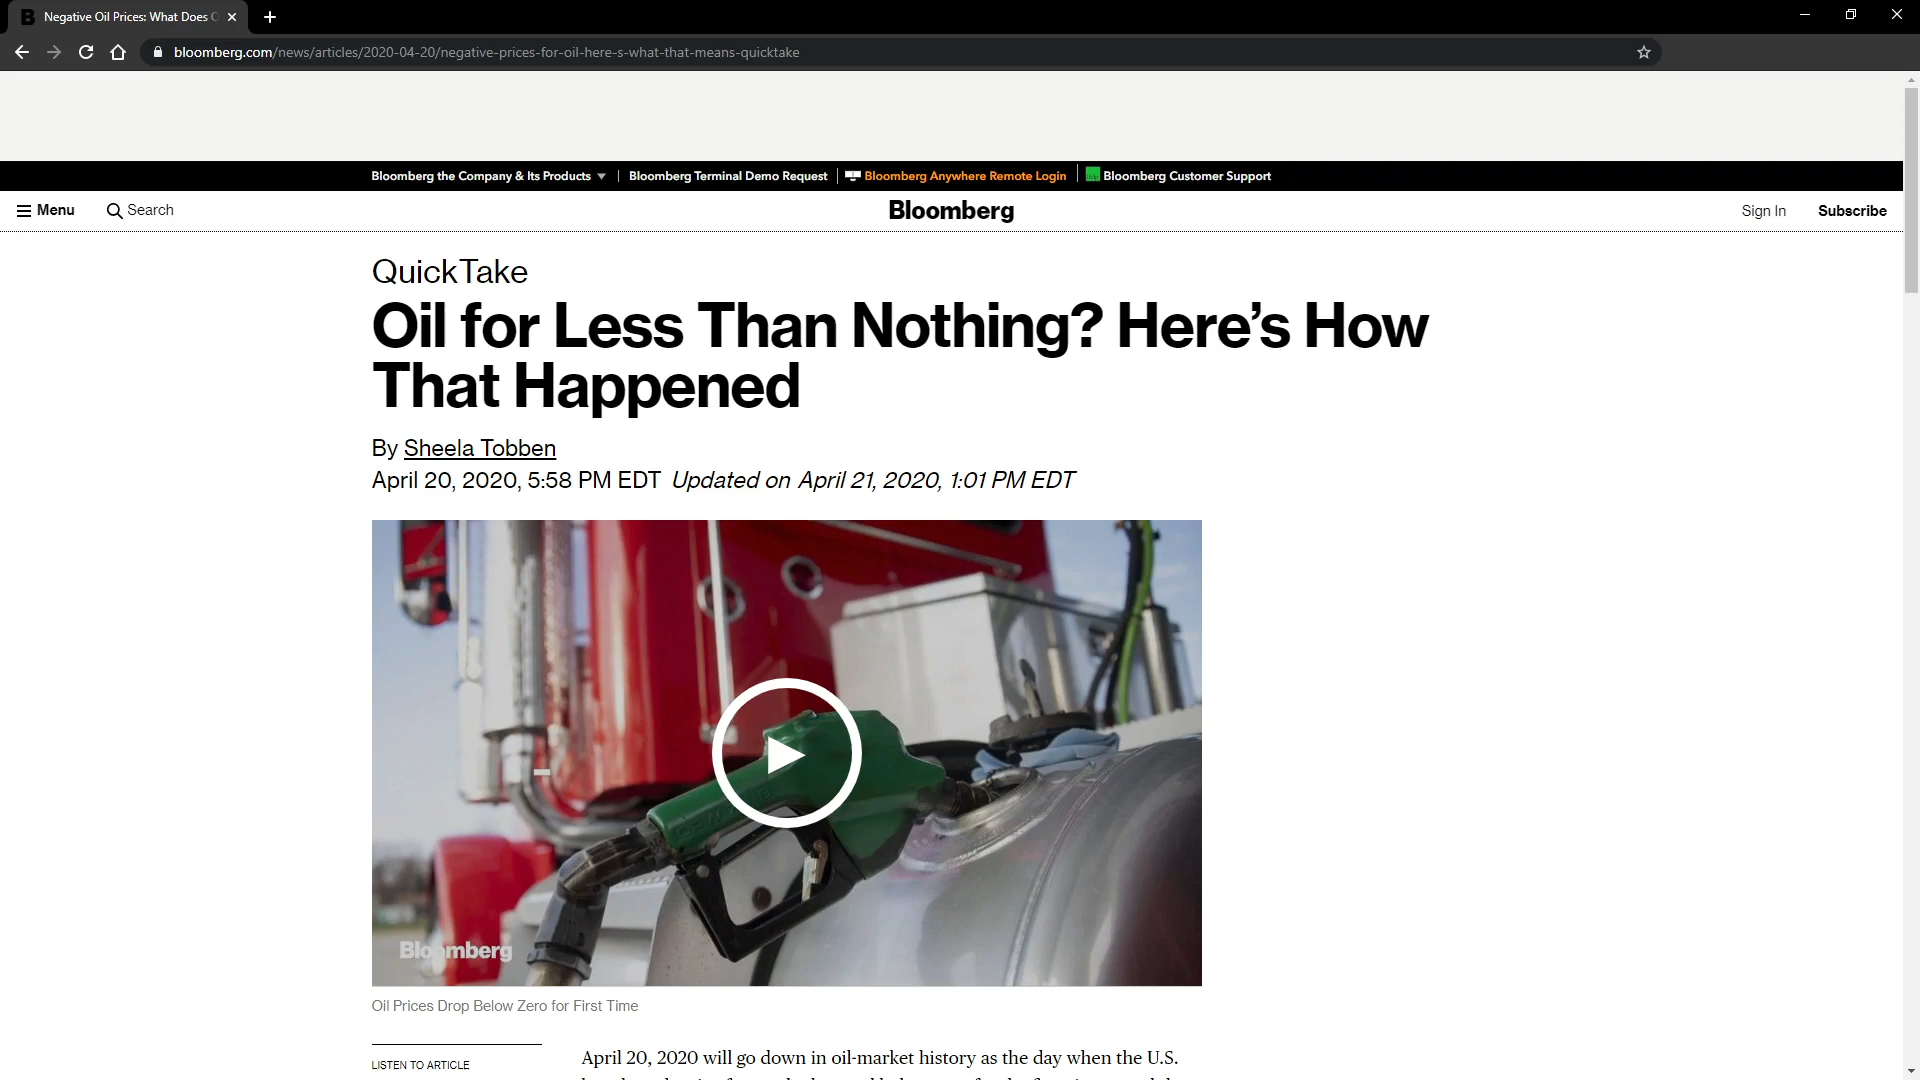 Negative Oil Prices: What Does
bloomberg.com/news/articles/2020-04-20/negative-prices-for-oil-here-s-what-that-means-quicktake
Bloomberg the Company & Its Products
Bloomberg Terminal Demo Request
Bloomberg Anywhere Remote Login
Bloomberg Customer Support
Menu
Search
Bloomberg
Sign In
Subscribe
QuickTake
Oil for Less Than Nothing? Here’s How
That Happened
By Sheela Tobben
April 20, 2020, 5:58 PM EDT Updated on April 21, 2020, 1:01 PM EDT
Bloomberg
Oil Prices Drop Below Zero for First Time
LISTEN TO ARTICLE
April 20, 2020 will go down in oil-market history as the day when the U.S.